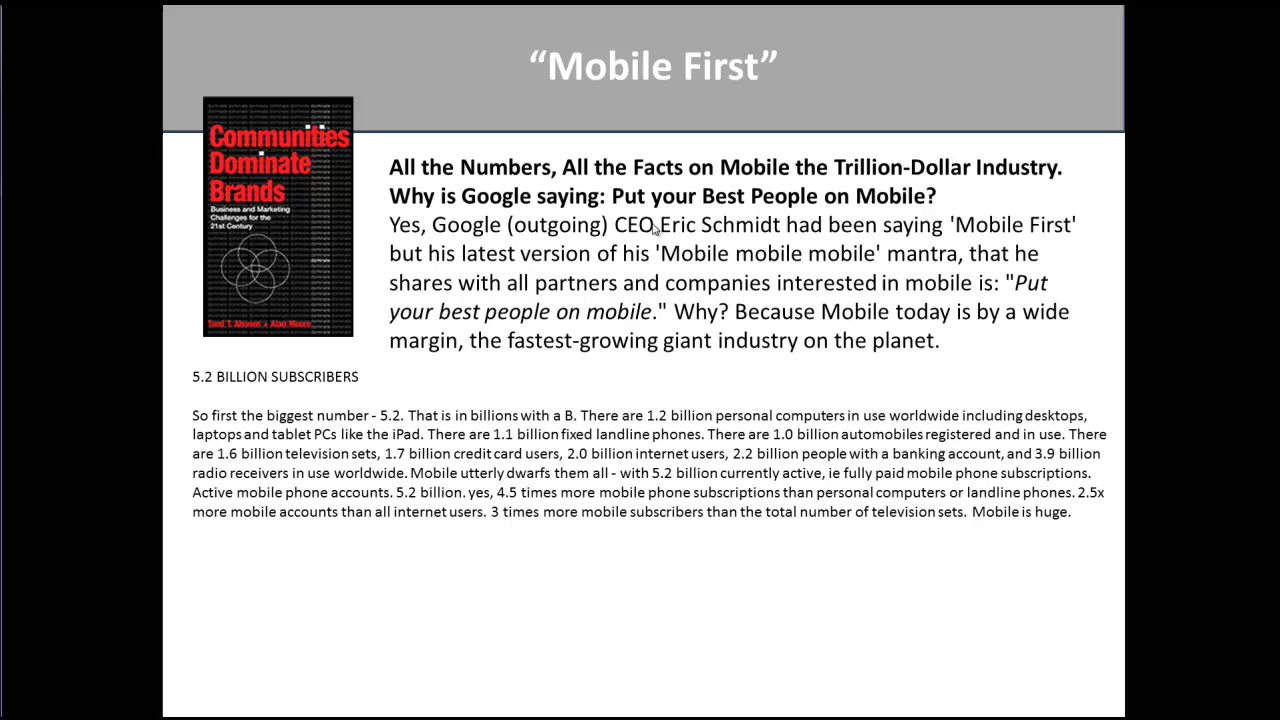 “Mobile First”
Communities
Dominate
Brands
Business and Marketing
Challenges for the
21st Century
Tomi T. Ahonen + Alan Moore
All the Numbers, All the Facts on Mobile the Trillion-Dollar Industry.
Why is Google saying: Put your Best People on Mobile?
Yes, Google (outgoing) CEO Eric Schmidt had been saying 'Mobile First'
but his latest version of his 'Mobile mobile mobile' mantra, that he
shares with all partners and companies interested in mobile is: "Put
your best people on mobile." Why? Because Mobile today is by a wide
margin, the fastest-growing giant industry on the planet.
5.2 BILLION SUBSCRIBERS
So first the biggest number - 5.2. That is in billions with a B. There are 1.2 billion personal computers in use worldwide including desktops,
laptops and tablet PCs like the iPad. There are 1.1 billion fixed landline phones. There are 1.0 billion automobiles registered and in use. There
are 1.6 billion television sets, 1.7 billion credit card users, 2.0 billion internet users, 2.2 billion people with a banking account, and 3.9 billion
radio receivers in use worldwide. Mobile utterly dwarfs them all - with 5.2 billion currently active, ie fully paid mobile phone subscriptions.
Active mobile phone accounts. 5.2 billion. yes, 4.5 times more mobile phone subscriptions than personal computers or landline phones. 2.5x
more mobile accounts than all internet users. 3 times more mobile subscribers than the total number of television sets. Mobile is huge.